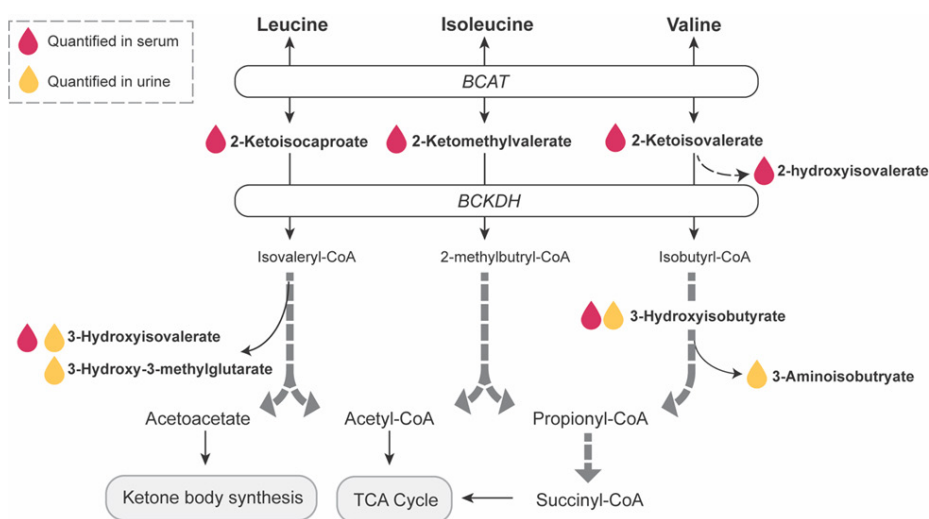 Quantified in serum
Quantified in urine
Leucine
Isoleucine
Valine
BCAT
2-Ketoisocaproate
2-Ketomethylvalerate
2-Ketoisovalerate
2-hydroxyisovalerate
BCKDH
Isovaleryl-CoA
2-methylbutryl-CoA
Isobutyrl-CoA
3-Hydroxyisobutyrate
3-Hydroxyisovalerate
3-Hydroxy-3-methylglutarate
3-Aminoisobutryate
Acetoacetate
Acetyl-CoA
Propionyl-CoA
Ketone body synthesis
TCA Cycle
Succinyl-CoA